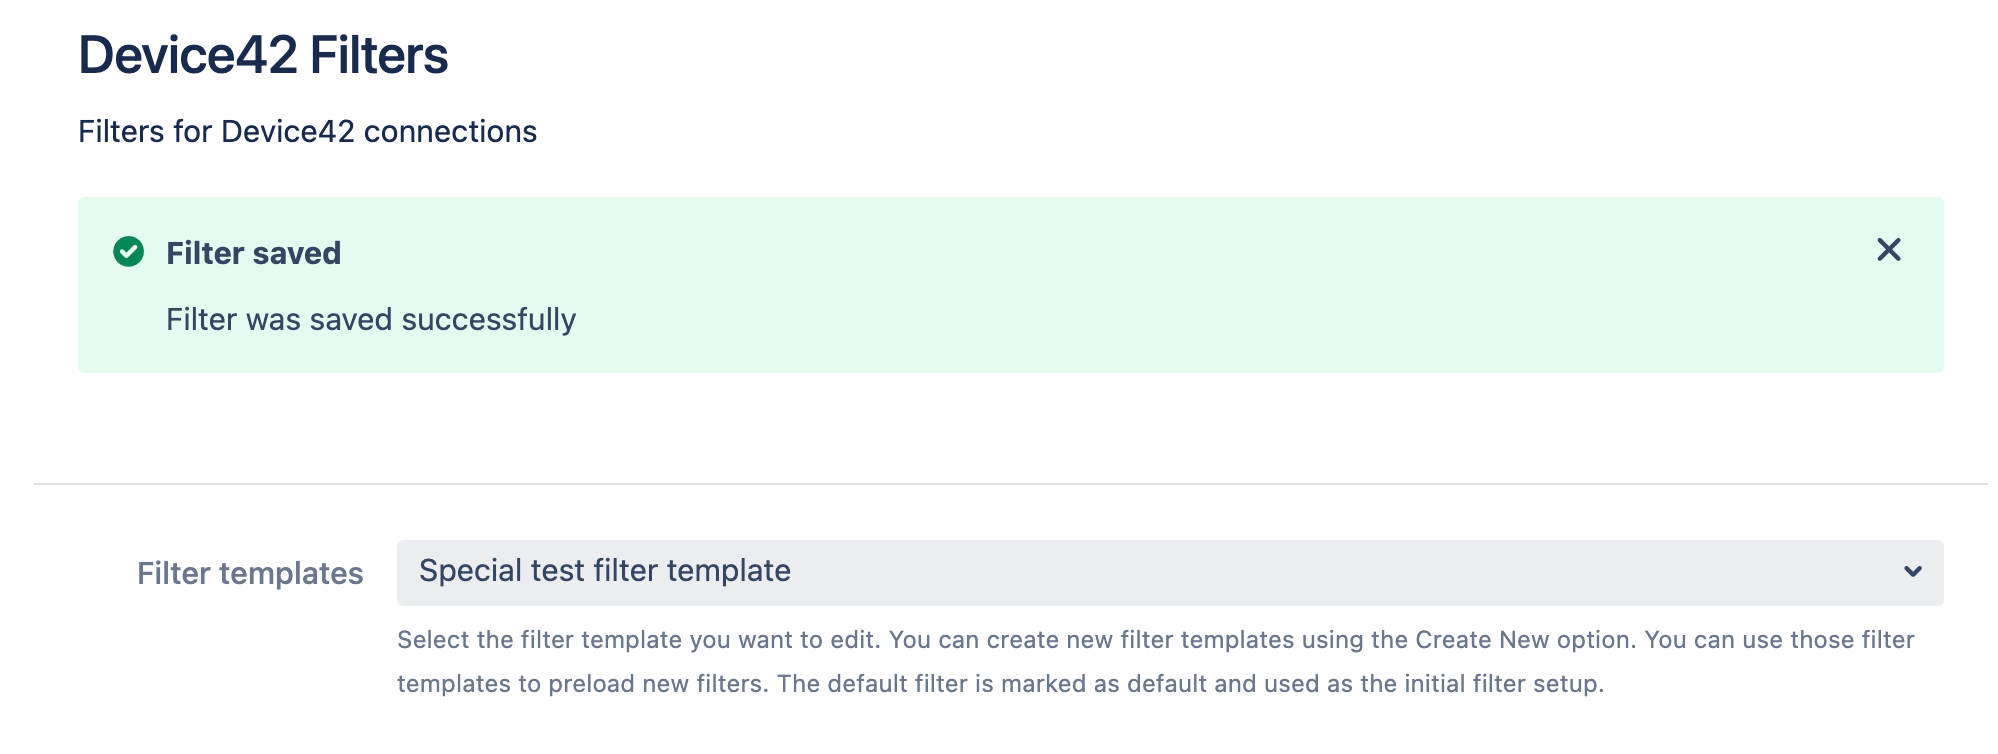 Device42 Filters
Filters for Device42 connections
Filter saved
Filter was saved successfully
Filter templates
Special test filter template
Select the filter template you want to edit. You can create new filter templates using the Create New option. You can use those filter
templates to preload new filters. The default filter is marked as default and used as the initial filter setup.